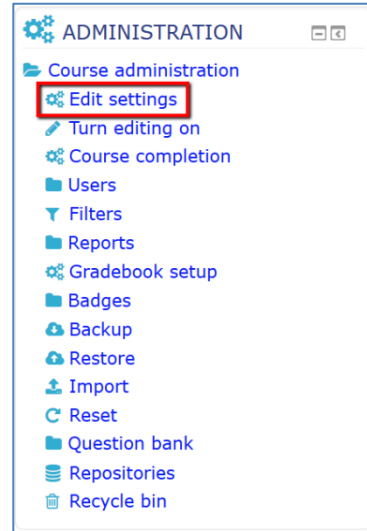 ADMINISTRATION
Course administration
Edit settings
Turn editing on
Course completion
Users
Filters
Reports
Gradebook setup
Badges
Backup
Restore
Import
Reset
Question bank
Repositories
Recycle bin